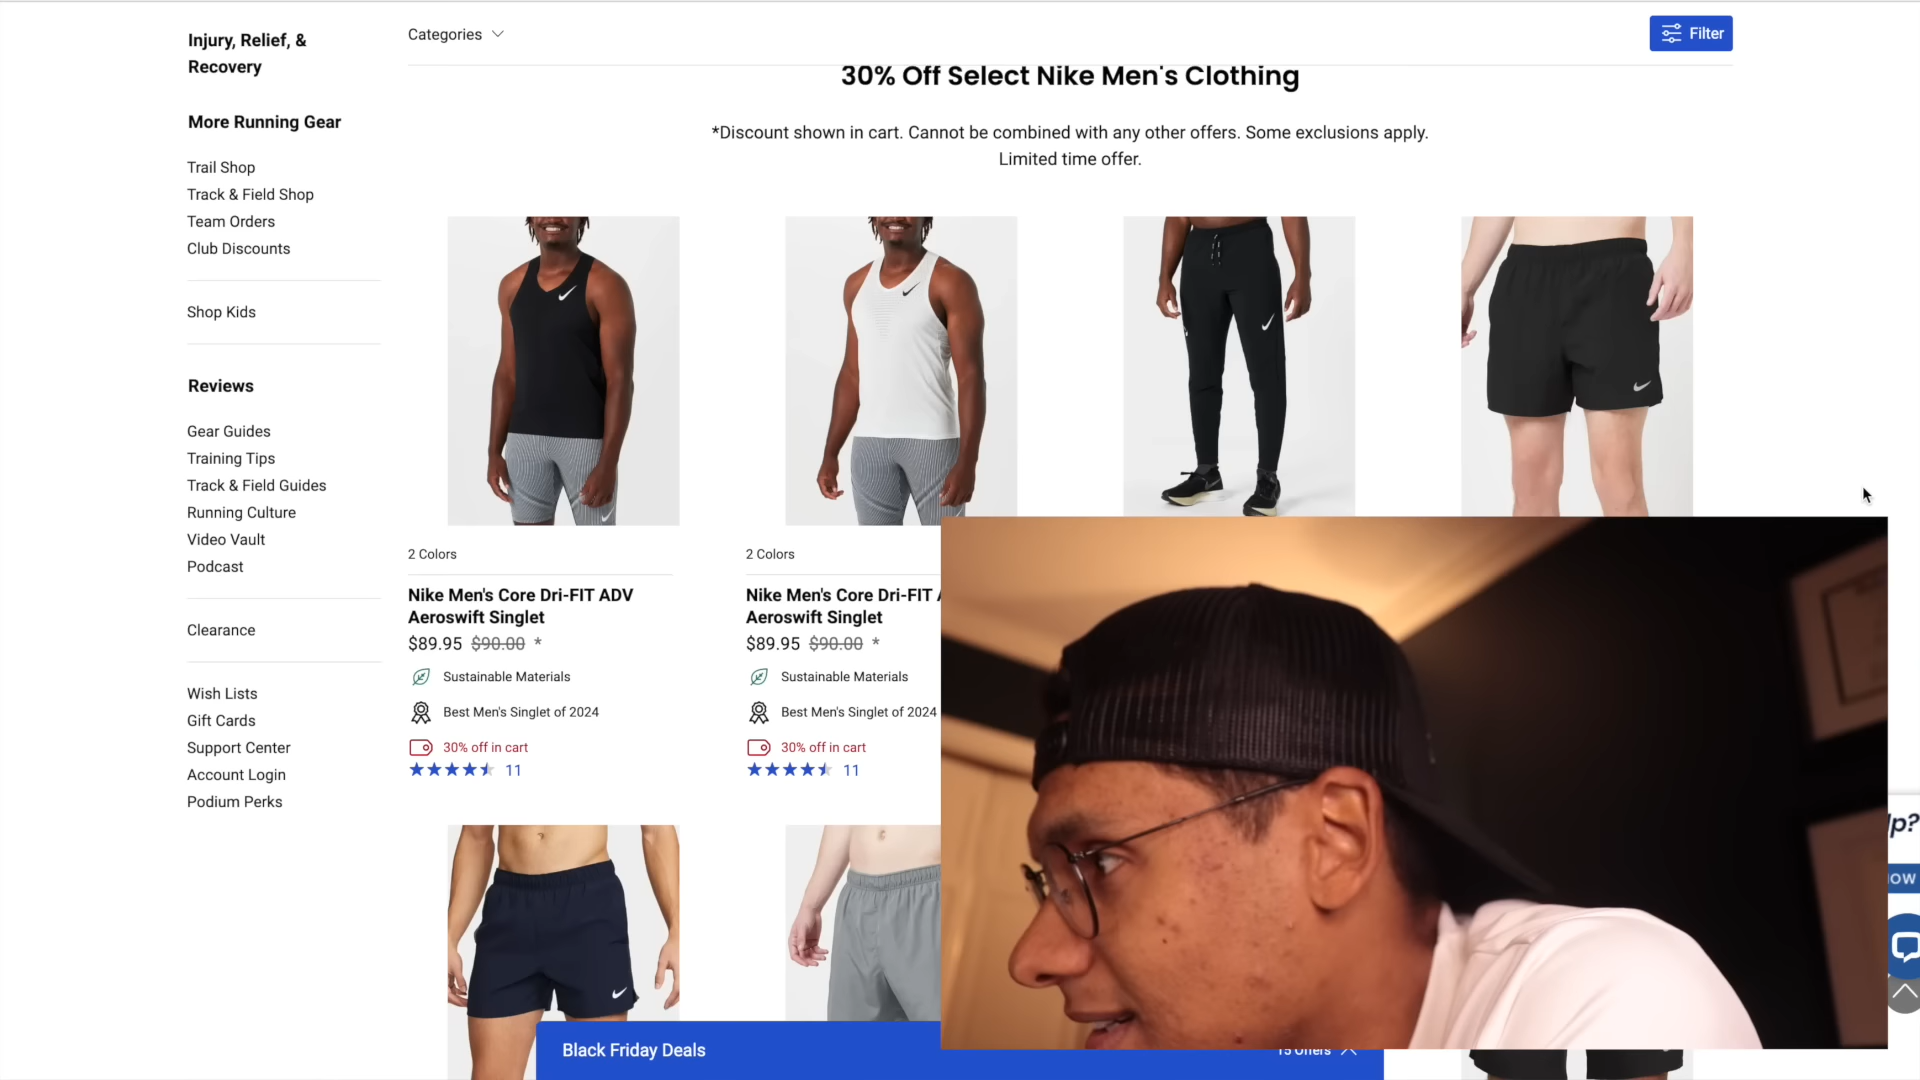 Injury, Relief, &
Recovery
More Running Gear
Trail Shop
Track & Field Shop
Team Orders
Club Discounts
Shop Kids
Reviews
Gear Guides
Training Tips
Track & Field Guides
Running Culture
Video Vault
Podcast
Clearance
Wish Lists
Gift Cards
Support Center
Account Login
Podium Perks
Categories
Filter
30% Off Select Nike Men's Clothing
*Discount shown in cart. Cannot be combined with any other offers. Some exclusions apply.
Limited time offer.
2 Colors
Nike Men's Core Dri-FIT ADV
Aeroswift Singlet
$89.95 $90.00 *
Sustainable Materials
Best Men's Singlet of 2024
30% off in cart
11
2 Colors
Nike Men's Core Dri-FIT
Aeroswift Singlet
$89.95 $90.00 *
Sustainable Materials
Best Men's Singlet of 2024
30% off in cart
11
Black Friday Deals
15 Offers